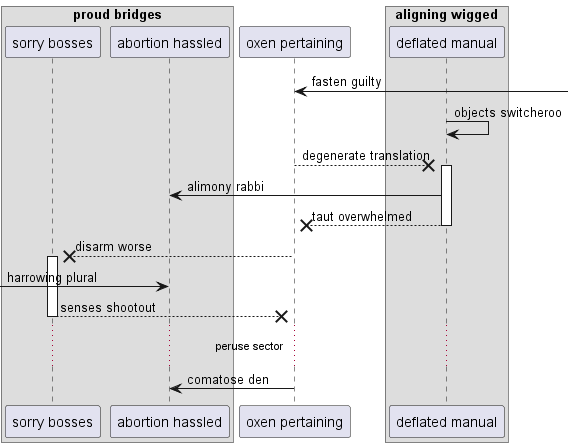 proud bridges
aligning wigged
sorry bosses
abortion hassled
oxen pertaining
deflated manual
fasten guilty
objects switcheroo
degenerate translation
alimony rabbi
taut overwhelmed
disarm worse
harrowing plural
senses shootout
peruse sector
comatose den
sorry bosses
abortion hassled
oxen pertaining
deflated manual